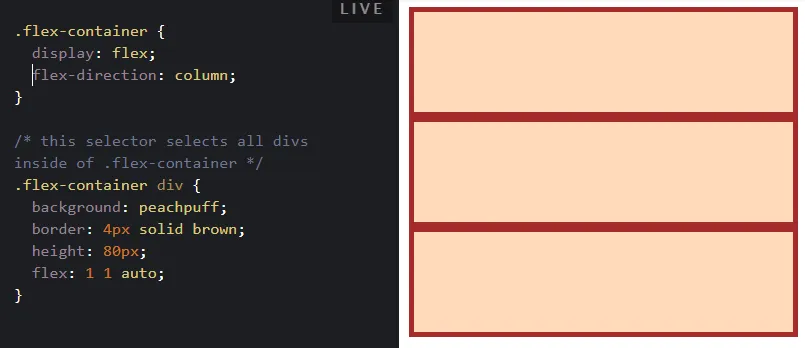 LIVE
.flex-container {
  display: flex;
  flex-direction: column;
}
/* this selector selects all divs
inside of .flex-container */
.flex-container div {
  background: peachpuff;
  border: 4px solid brown;
  height: 80px;
  flex: 1 1 auto;
}